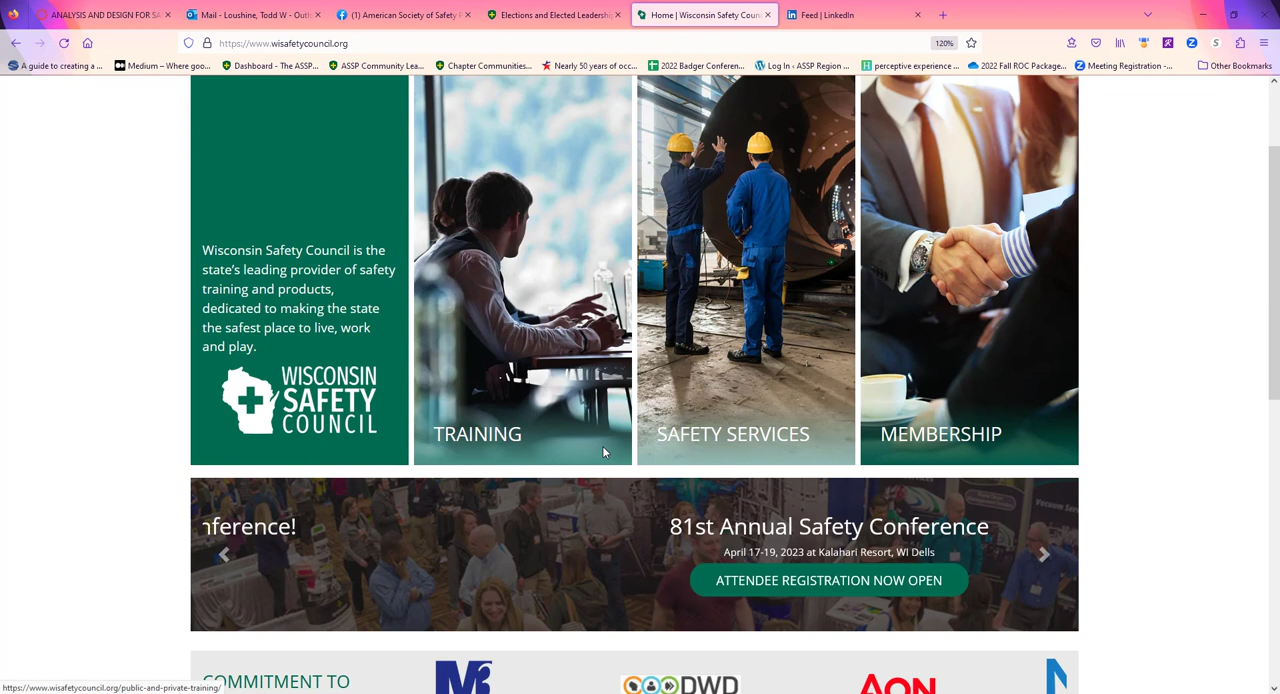 ANALYSIS AND DESIGN FOR SA
Mail - Loushine, Todd W - Outl
(1) American Society of Safety P
Elections and Elected Leadershi
Home | Wisconsin Safety Coun
Feed | LinkedIn
https://www.wisafetycouncil.org
120%
A guide to creating a ...
Medium – Where goo...
Dashboard - The ASSP...
ASSP Community Lea...
Chapter Communities...
Nearly 50 years of occ...
2022 Badger Conferen...
Log In ‹ ASSP Region ...
perceptive experience ...
2022 Fall ROC Package...
Meeting Registration -...
Other Bookmarks
Wisconsin Safety Council is the
state's leading provider of safety
training and products,
dedicated to making the state
the safest place to live, work
and play.
WISCONSIN
SAFETY
COUNCIL
TRAINING
SAFETY SERVICES
MEMBERSHIP
nference!
81st Annual Safety Conference
April 17-19, 2023 at Kalahari Resort, WI Dells
ATTENDEE REGISTRATION NOW OPEN
COMMITMENT TO
M3
DWD
AON
https://www.wisafetycouncil.org/public-and-private-training/